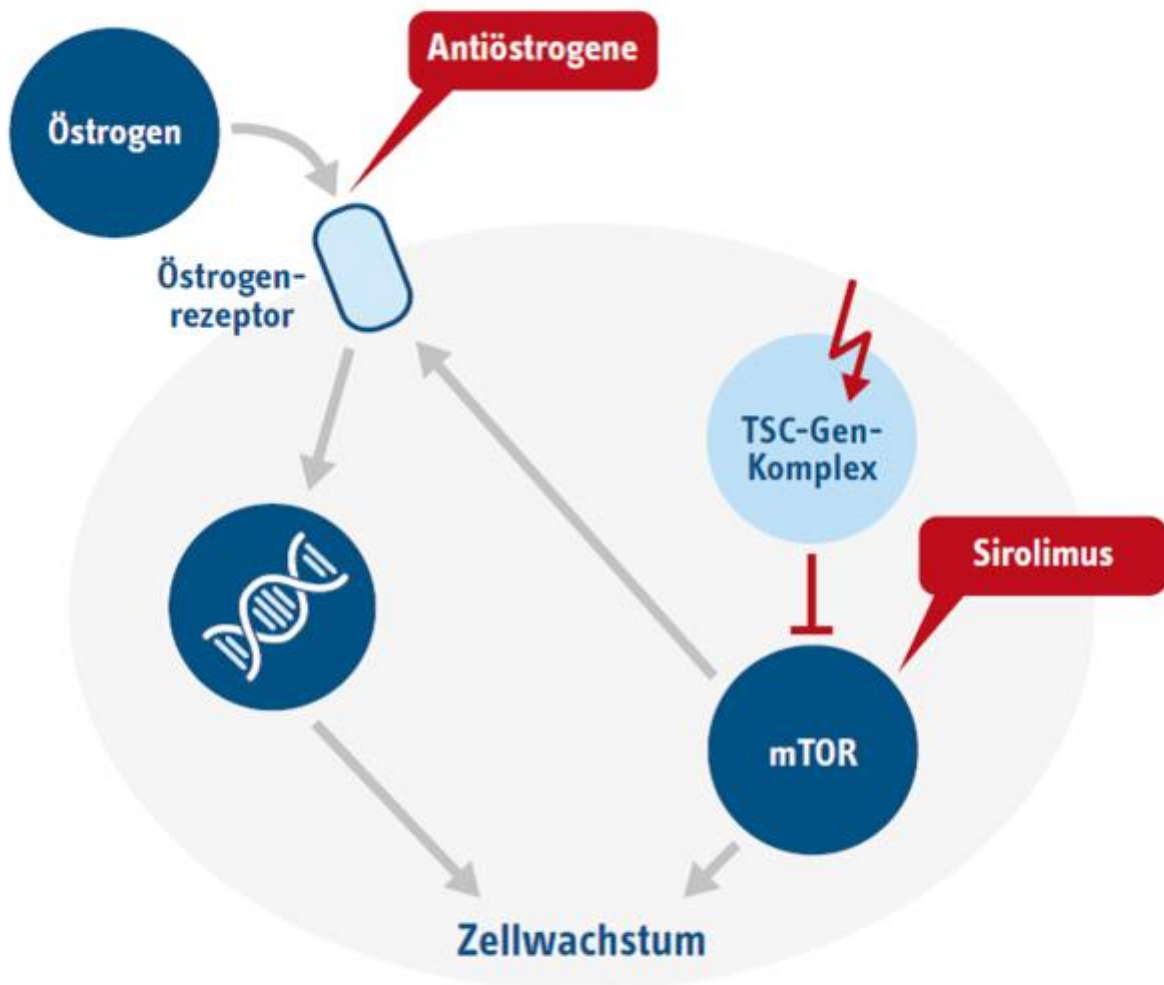 Antiöstrogene
Östrogen
Östrogen-
rezeptor
TSC-Gen-
Komplex
Sirolimus
mTOR
Zellwachstum